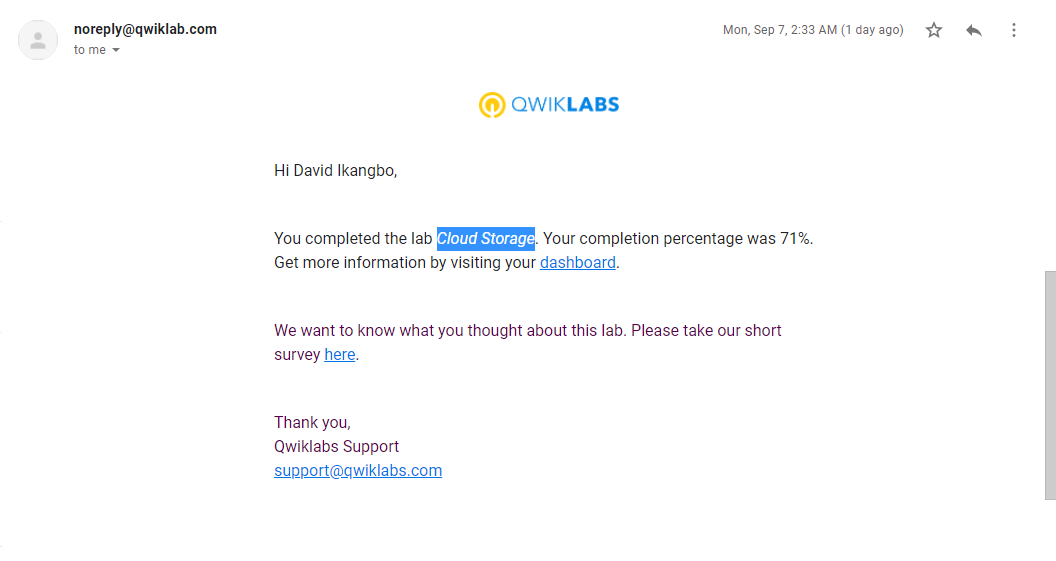 noreply@qwiklab.com
Mon, Sep 7, 2:33 AM (1 day ago)
to me
QWIKLABS
Hi David Ikangbo,
You completed the lab Cloud Storage. Your completion percentage was 71%.
Get more information by visiting your dashboard.
We want to know what you thought about this lab. Please take our short
survey here.
Thank you,
Qwiklabs Support
support@qwiklabs.com